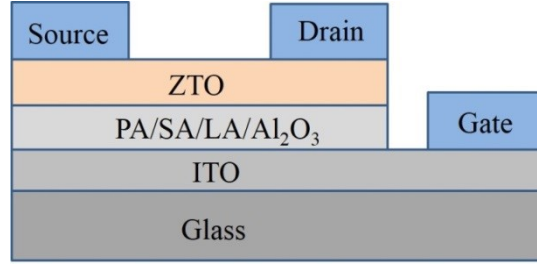 Source
Drain
ZTO
PA/SA/LA/Al₂O₃
Gate
ITO
Glass